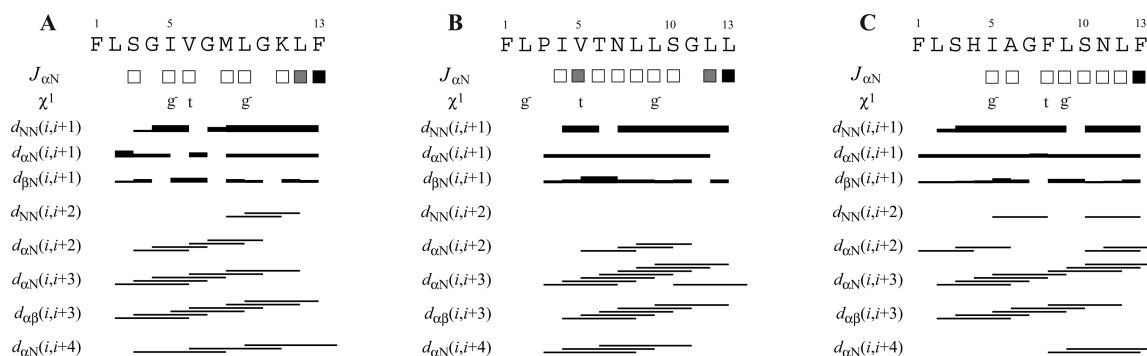 A
1 5 13
FLSGIVGMLGKLF
JαN
χ1 g- t g-
dNN(i,i+1)
dαN(i,i+1)
dβN(i,i+1)
dNN(i,i+2)
dαN(i,i+2)
dαN(i,i+3)
dαβ(i,i+3)
dαN(i,i+4)
B
1 5 10 13
FLPIVTNLLSGLL
JαN
χ1 g- t g-
dNN(i,i+1)
dαN(i,i+1)
dβN(i,i+1)
dNN(i,i+2)
dαN(i,i+2)
dαN(i,i+3)
dαβ(i,i+3)
dαN(i,i+4)
C
1 5 10 13
FLSHIAGFLSNLF
JαN
χ1 g- t g-
dNN(i,i+1)
dαN(i,i+1)
dβN(i,i+1)
dNN(i,i+2)
dαN(i,i+2)
dαN(i,i+3)
dαβ(i,i+3)
dαN(i,i+4)